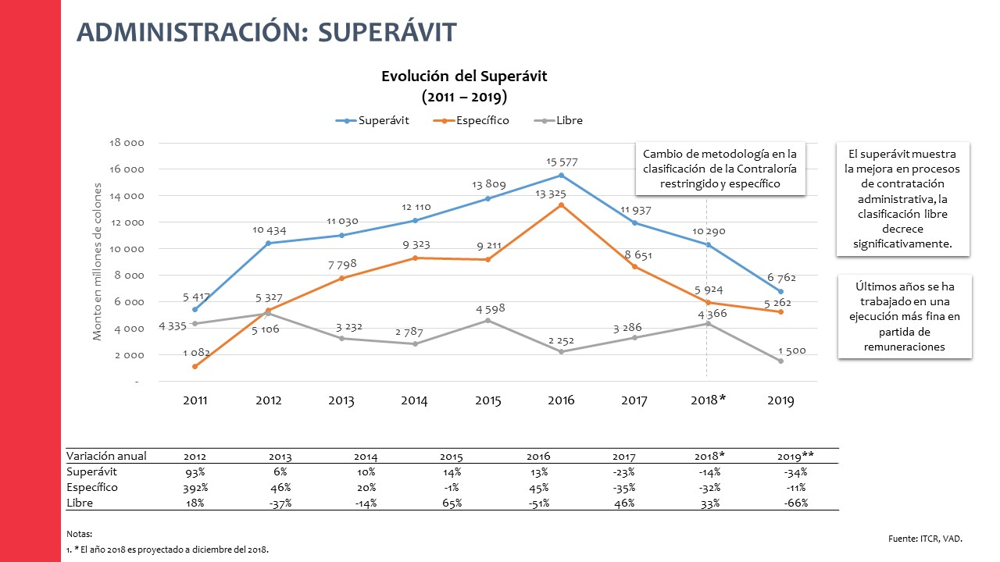 ADMINISTRACIÓN: SUPERÁVIT
Evolución del Superávit
(2011 – 2019)
Superávit Específico Libre
Monto en millones de colones
18 000
16 000
14 000
12 000
10 000
8 000
6 000
4 000
2 000
-
5 417
10 434
11 030
12 110
13 809
15 577
11 937
10 290
6 762
1 082
5 327
7 798
9 323
9 211
13 325
8 651
5 924
5 262
4 335
5 106
3 232
2 787
4 598
2 252
3 286
4 366
1 500
2011 2012 2013 2014 2015 2016 2017 2018* 2019
Cambio de metodología en la
clasificación de la Contraloría
restringido y específico
El superávit muestra
la mejora en procesos
de contratación
administrativa, la
clasificación libre
decrece
significativamente.
Últimos años se ha
trabajado en una
ejecución más fina en
partida de
remuneraciones
Variación anual 2012 2013 2014 2015 2016 2017 2018* 2019**
Superávit 93% 6% 10% 14% 13% -23% -14% -34%
Específico 392% 46% 20% -1% 45% -35% -32% -11%
Libre 18% -37% -14% 65% -51% 46% 33% -66%
Notas:
1. * El año 2018 es proyectado a diciembre del 2018.
Fuente: ITCR, VAD.